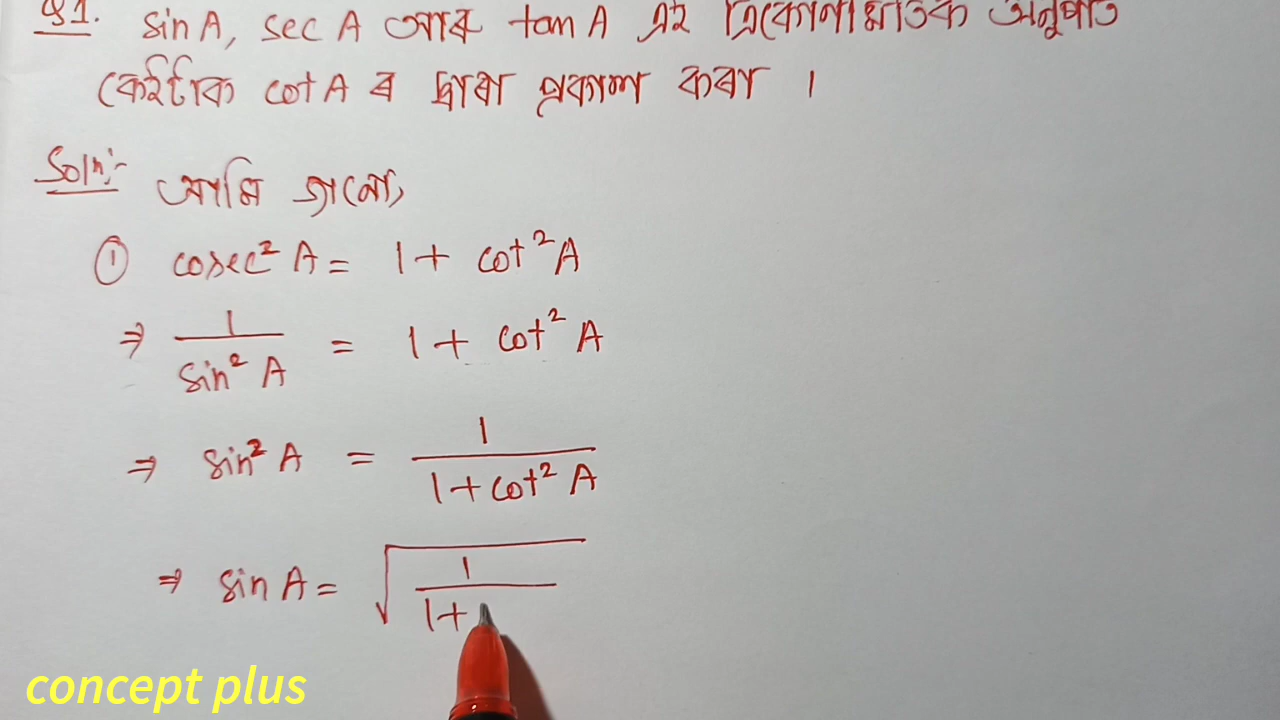 Q1. sin A, sec A আৰু tan A এই ত্ৰিকোণামিতিক অনুপাত
কেইটাক cot A ৰ দ্বাৰা প্ৰকাশ কৰা ।
Soln:- আমি জানো,
① cosec² A = 1 + cot² A
⇒ 1/sin² A = 1 + cot² A
⇒ sin² A = 1/(1 + cot² A)
⇒ sin A = √(1/(1 +
concept plus